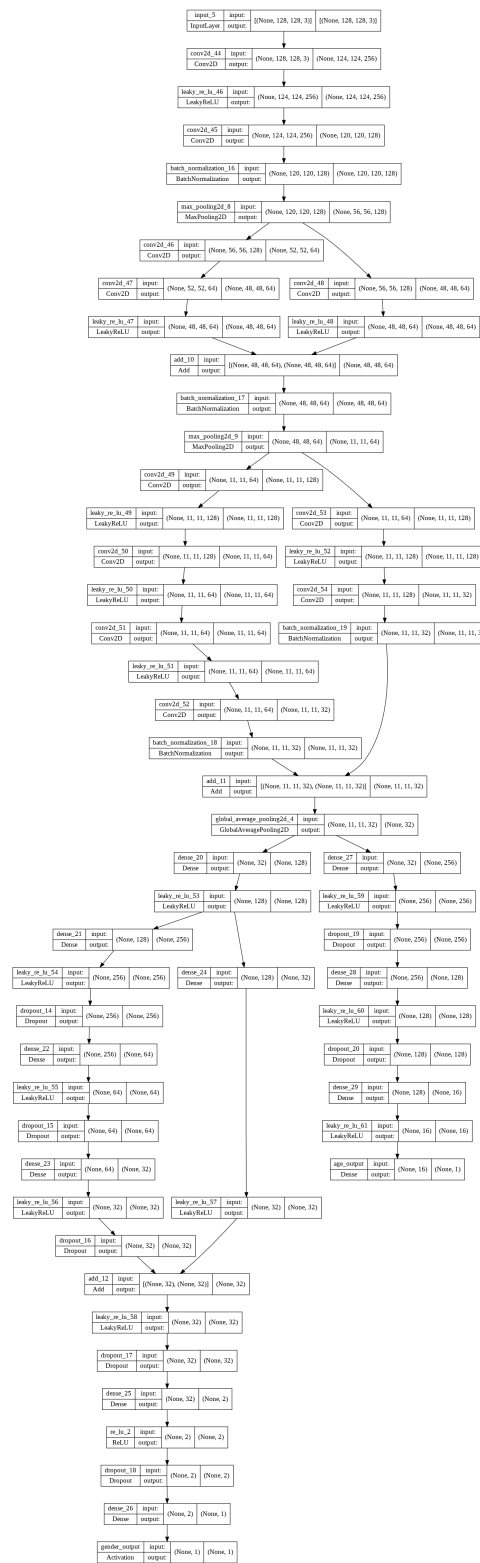 input_5 input: [(None, 128, 128, 3)] [(None, 128, 128, 3)]
InputLayer output:
conv2d_44 input: (None, 128, 128, 3) (None, 124, 124, 256)
Conv2D output:
leaky_re_lu_46 input: (None, 124, 124, 256) (None, 124, 124, 256)
LeakyReLU output:
conv2d_45 input: (None, 124, 124, 256) (None, 120, 120, 128)
Conv2D output:
batch_normalization_16 input: (None, 120, 120, 128) (None, 120, 120, 128)
BatchNormalization output:
max_pooling2d_8 input: (None, 120, 120, 128) (None, 56, 56, 128)
MaxPooling2D output:
conv2d_46 input: (None, 56, 56, 128) (None, 52, 52, 64)
Conv2D output:
conv2d_47 input: (None, 52, 52, 64) (None, 48, 48, 64)
Conv2D output:
conv2d_48 input: (None, 56, 56, 128) (None, 48, 48, 64)
Conv2D output:
leaky_re_lu_47 input: (None, 48, 48, 64) (None, 48, 48, 64)
LeakyReLU output:
leaky_re_lu_48 input: (None, 48, 48, 64) (None, 48, 48, 64)
LeakyReLU output:
add_10 input: [(None, 48, 48, 64), (None, 48, 48, 64)] (None, 48, 48, 64)
Add output:
batch_normalization_17 input: (None, 48, 48, 64) (None, 48, 48, 64)
BatchNormalization output:
max_pooling2d_9 input: (None, 48, 48, 64) (None, 11, 11, 64)
MaxPooling2D output:
conv2d_49 input: (None, 11, 11, 64) (None, 11, 11, 128)
Conv2D output:
leaky_re_lu_49 input: (None, 11, 11, 128) (None, 11, 11, 128)
LeakyReLU output:
conv2d_53 input: (None, 11, 11, 64) (None, 11, 11, 128)
Conv2D output:
conv2d_50 input: (None, 11, 11, 128) (None, 11, 11, 64)
Conv2D output:
leaky_re_lu_52 input: (None, 11, 11, 128) (None, 11, 11, 128)
LeakyReLU output:
leaky_re_lu_50 input: (None, 11, 11, 64) (None, 11, 11, 64)
LeakyReLU output:
conv2d_54 input: (None, 11, 11, 128) (None, 11, 11, 32)
Conv2D output:
conv2d_51 input: (None, 11, 11, 64) (None, 11, 11, 64)
Conv2D output:
batch_normalization_19 input: (None, 11, 11, 32) (None, 11, 11,
BatchNormalization output:
leaky_re_lu_51 input: (None, 11, 11, 64) (None, 11, 11, 64)
LeakyReLU output:
conv2d_52 input: (None, 11, 11, 64) (None, 11, 11, 32)
Conv2D output:
batch_normalization_18 input: (None, 11, 11, 32) (None, 11, 11, 32)
BatchNormalization output:
add_11 input: [(None, 11, 11, 32), (None, 11, 11, 32)] (None, 11, 11, 32)
Add output:
global_average_pooling2d_4 input: (None, 11, 11, 32) (None, 32)
GlobalAveragePooling2D output:
dense_20 input: (None, 32) (None, 128)
Dense output:
dense_27 input: (None, 32) (None, 256)
Dense output:
leaky_re_lu_53 input: (None, 128) (None, 128)
LeakyReLU output:
leaky_re_lu_59 input: (None, 256) (None, 256)
LeakyReLU output:
dense_21 input: (None, 128) (None, 256)
Dense output:
dropout_19 input: (None, 256) (None, 256)
Dropout output:
leaky_re_lu_54 input: (None, 256) (None, 256)
LeakyReLU output:
dense_24 input: (None, 128) (None, 32)
Dense output:
dense_28 input: (None, 256) (None, 128)
Dense output:
dropout_14 input: (None, 256) (None, 256)
Dropout output:
leaky_re_lu_60 input: (None, 128) (None, 128)
LeakyReLU output:
dense_22 input: (None, 256) (None, 64)
Dense output:
dropout_20 input: (None, 128) (None, 128)
Dropout output:
leaky_re_lu_55 input: (None, 64) (None, 64)
LeakyReLU output:
dense_29 input: (None, 128) (None, 16)
Dense output:
dropout_15 input: (None, 64) (None, 64)
Dropout output:
leaky_re_lu_61 input: (None, 16) (None, 16)
LeakyReLU output:
dense_23 input: (None, 64) (None, 32)
Dense output:
age_output input: (None, 16) (None, 1)
Dense output:
leaky_re_lu_56 input: (None, 32) (None, 32)
LeakyReLU output:
leaky_re_lu_57 input: (None, 32) (None, 32)
LeakyReLU output:
dropout_16 input: (None, 32) (None, 32)
Dropout output:
add_12 input: [(None, 32), (None, 32)] (None, 32)
Add output:
leaky_re_lu_58 input: (None, 32) (None, 32)
LeakyReLU output:
dropout_17 input: (None, 32) (None, 32)
Dropout output:
dense_25 input: (None, 32) (None, 2)
Dense output:
re_lu_2 input: (None, 2) (None, 2)
ReLU output:
dropout_18 input: (None, 2) (None, 2)
Dropout output:
dense_26 input: (None, 2) (None, 1)
Dense output:
gender_output input: (None, 1) (None, 1)
Activation output: